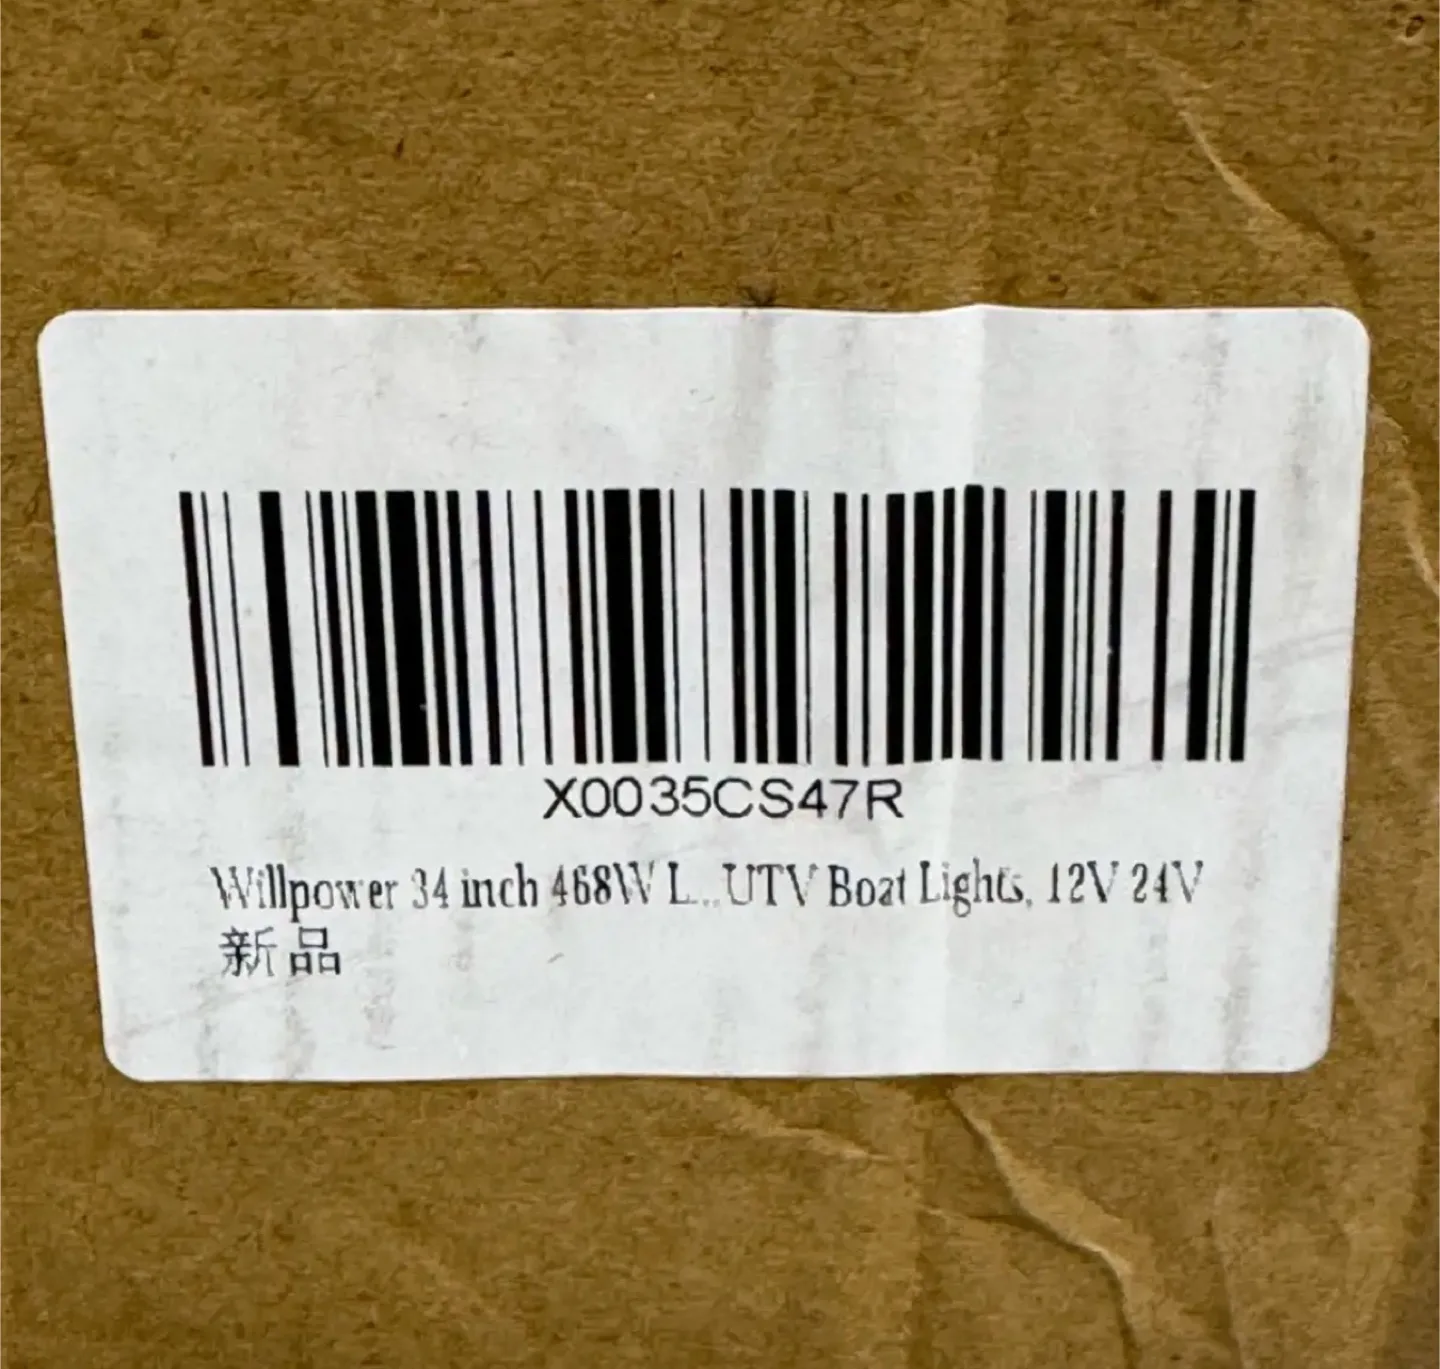 X0035CS47R
Willpower 34 inch 468W L...UTV Boat Lights, 12V 24V
新品